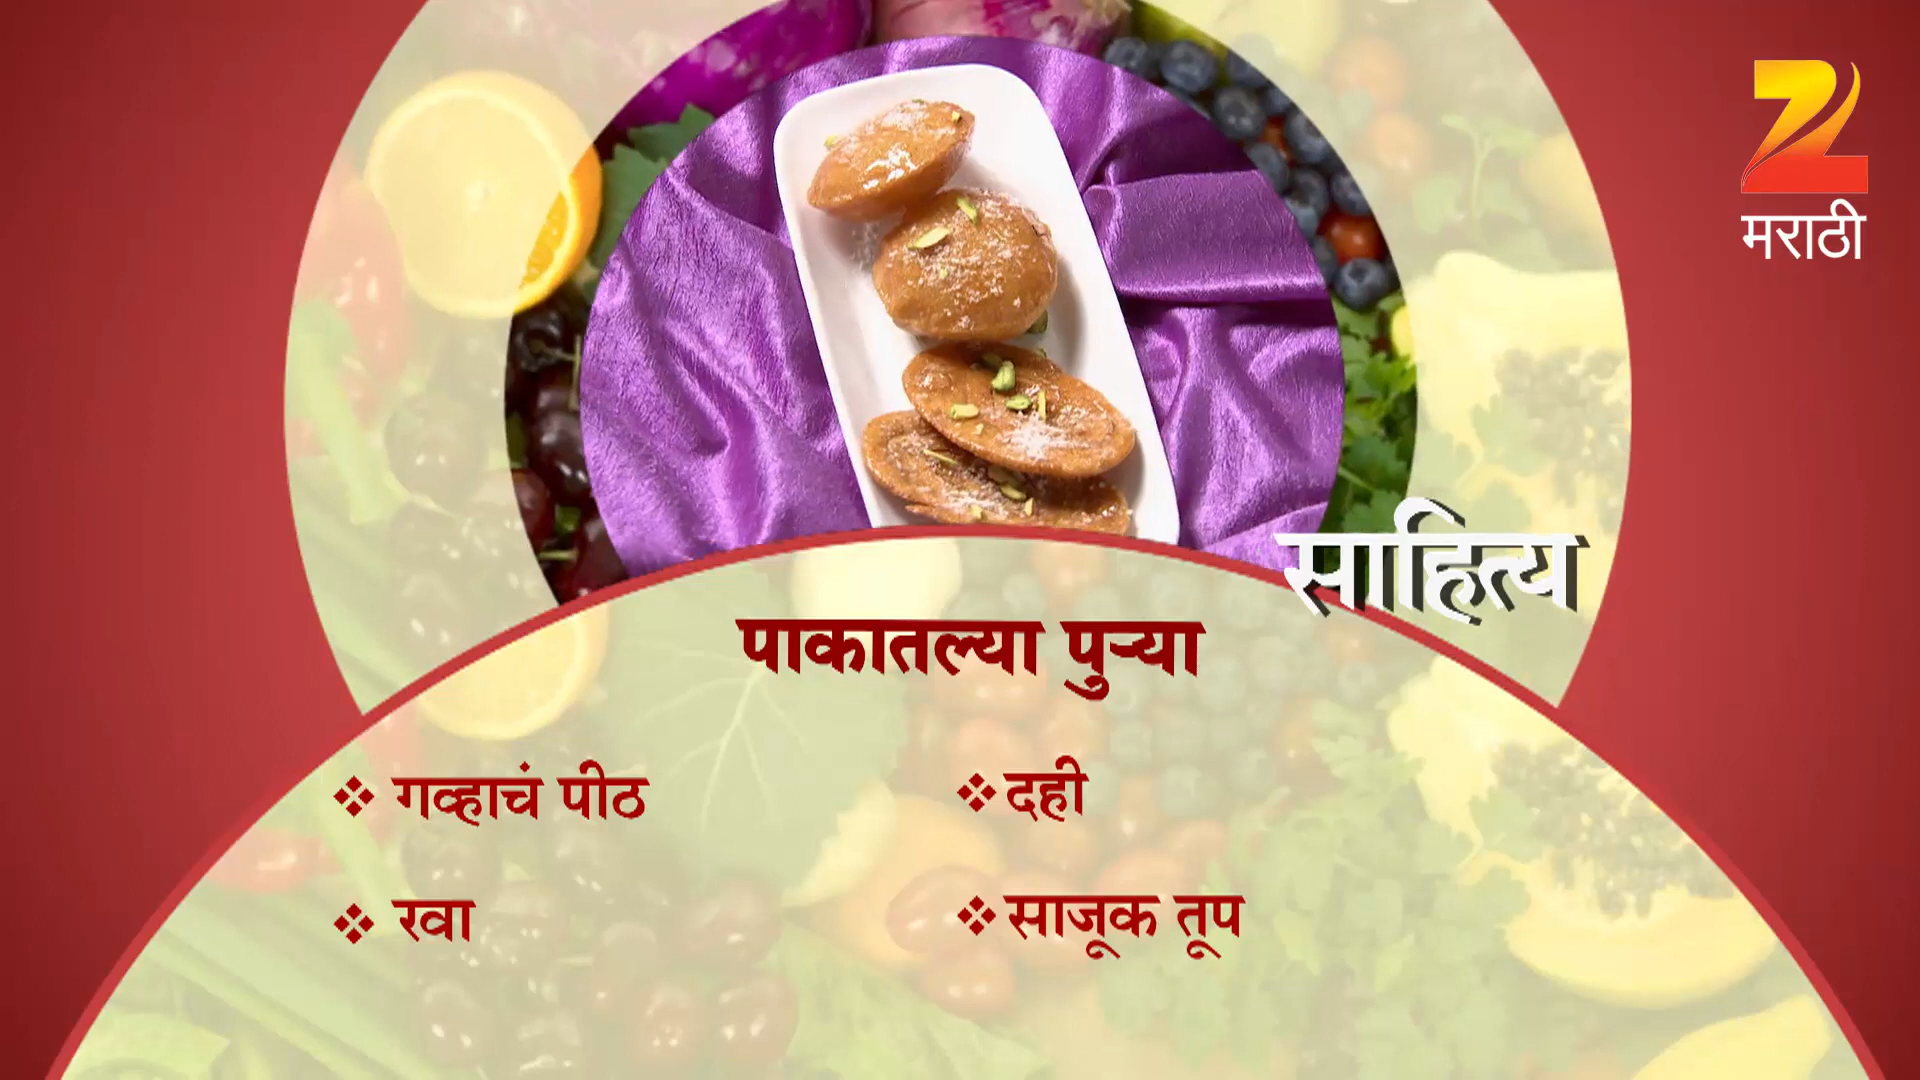 मराठी
साहित्य
पाकातल्या पुऱ्या
❖ गव्हाचं पीठ
❖ दही
❖ रवा
❖ साजूक तूप